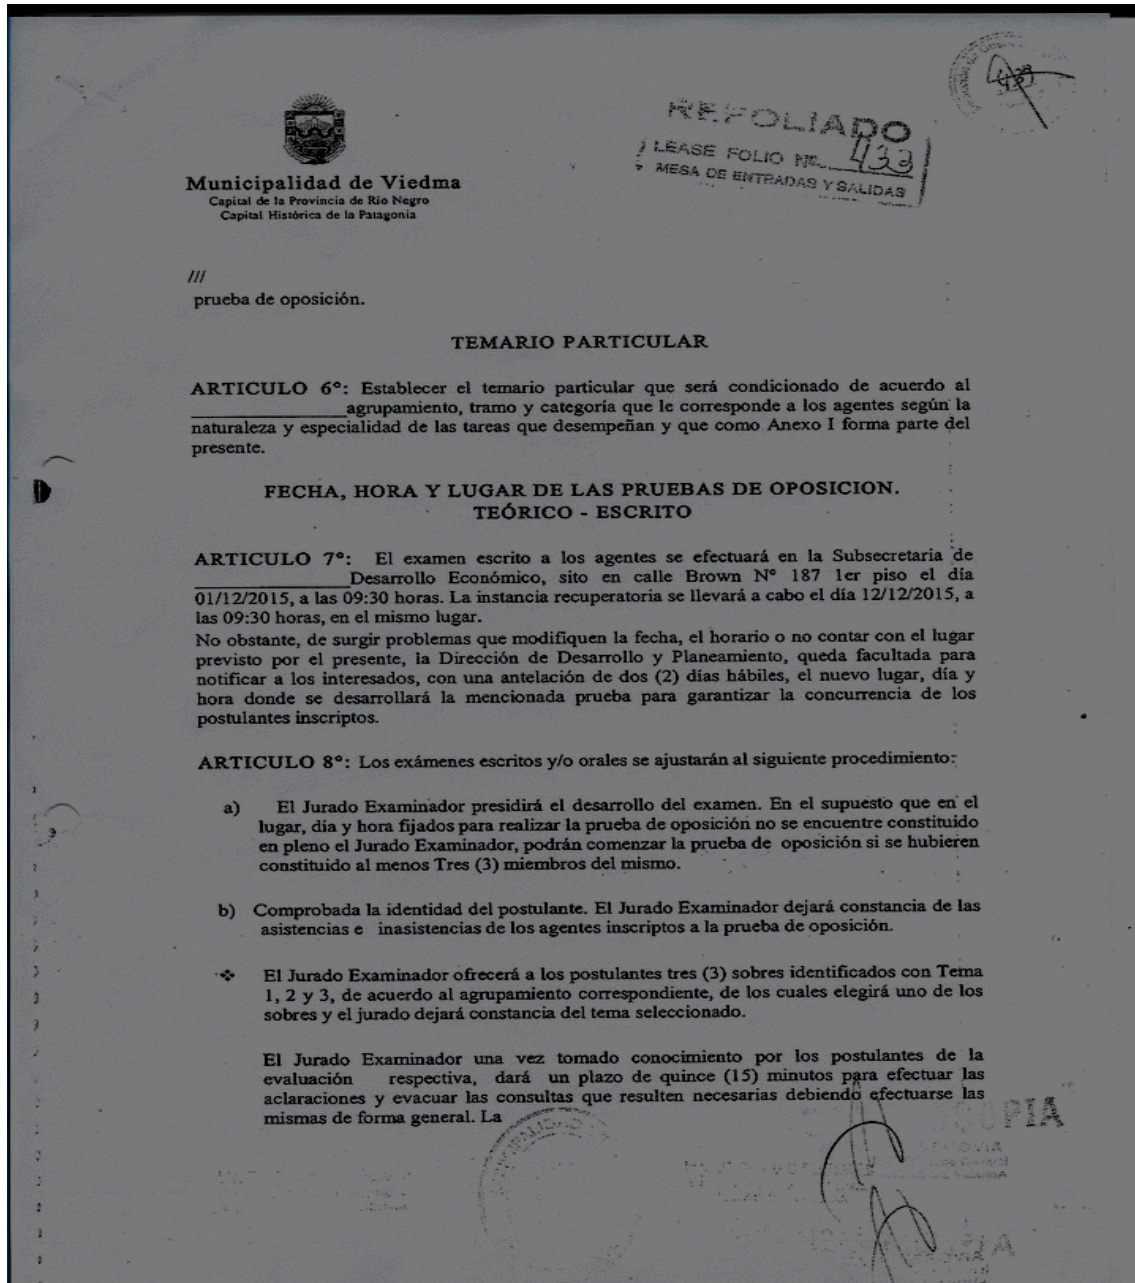 REFOLIADO
LEASE FOLIO Nº 433
MESA DE ENTRADAS Y SALIDAS
Municipalidad de Viedma
Capital de la Provincia de Río Negro
Capital Histórica de la Patagonia
///
prueba de oposición.
TEMARIO PARTICULAR
ARTICULO 6°: Establecer el temario particular que será condicionado de acuerdo al
_______________agrupamiento, tramo y categoría que le corresponde a los agentes según la
naturaleza y especialidad de las tareas que desempeñan y que como Anexo I forma parte del
presente.
FECHA, HORA Y LUGAR DE LAS PRUEBAS DE OPOSICION.
TEÓRICO - ESCRITO
ARTICULO 7°: El examen escrito a los agentes se efectuará en la Subsecretaria de
_______________Desarrollo Económico, sito en calle Brown N° 187 1er piso el día
01/12/2015, a las 09:30 horas. La instancia recuperatoria se llevará a cabo el día 12/12/2015, a
las 09:30 horas, en el mismo lugar.
No obstante, de surgir problemas que modifiquen la fecha, el horario o no contar con el lugar
previsto por el presente, la Dirección de Desarrollo y Planeamiento, queda facultada para
notificar a los interesados, con una antelación de dos (2) días hábiles, el nuevo lugar, día y
hora donde se desarrollará la mencionada prueba para garantizar la concurrencia de los
postulantes inscriptos.
ARTICULO 8°: Los exámenes escritos y/o orales se ajustarán al siguiente procedimiento:
a) El Jurado Examinador presidirá el desarrollo del examen. En el supuesto que en el
lugar, día y hora fijados para realizar la prueba de oposición no se encuentre constituido
en pleno el Jurado Examinador, podrán comenzar la prueba de oposición si se hubieren
constituido al menos Tres (3) miembros del mismo.
b) Comprobada la identidad del postulante. El Jurado Examinador dejará constancia de las
asistencias e inasistencias de los agentes inscriptos a la prueba de oposición.
❖ El Jurado Examinador ofrecerá a los postulantes tres (3) sobres identificados con Tema
1, 2 y 3, de acuerdo al agrupamiento correspondiente, de los cuales elegirá uno de los
sobres y el jurado dejará constancia del tema seleccionado.
El Jurado Examinador una vez tomado conocimiento por los postulantes de la
evaluación respectiva, dará un plazo de quince (15) minutos para efectuar las
aclaraciones y evacuar las consultas que resulten necesarias debiendo efectuarse las
mismas de forma general. La